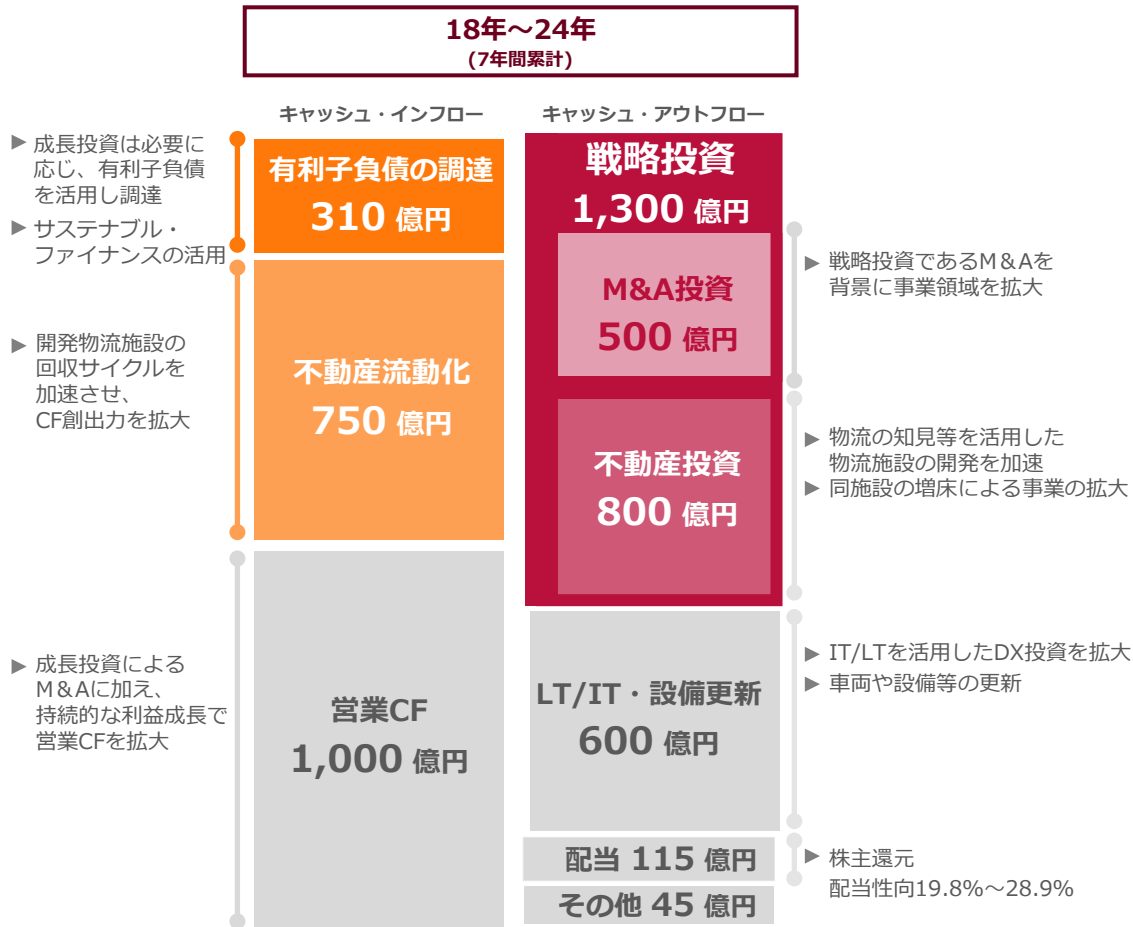 18年～24年
(7年間累計)
キャッシュ・インフロー
キャッシュ・アウトフロー
▶ 成長投資は必要に
応じ、有利子負債
を活用し調達
▶ サステナブル・
ファイナンスの活用
▶ 開発物流施設の
回収サイクルを
加速させ、
CF創出力を拡大
▶ 成長投資による
M&Aに加え、
持続的な利益成長で
営業CFを拡大
有利子負債の調達
310 億円
不動産流動化
750 億円
営業CF
1,000 億円
戦略投資
1,300 億円
M&A投資
500 億円
不動産投資
800 億円
LT/IT・設備更新
600 億円
配当 115 億円
その他 45 億円
▶ 戦略投資であるM&Aを
背景に事業領域を拡大
▶ 物流の知見等を活用した
物流施設の開発を加速
▶ 同施設の増床による事業の拡大
▶ IT/LTを活用したDX投資を拡大
▶ 車両や設備等の更新
▶ 株主還元
配当性向19.8%～28.9%